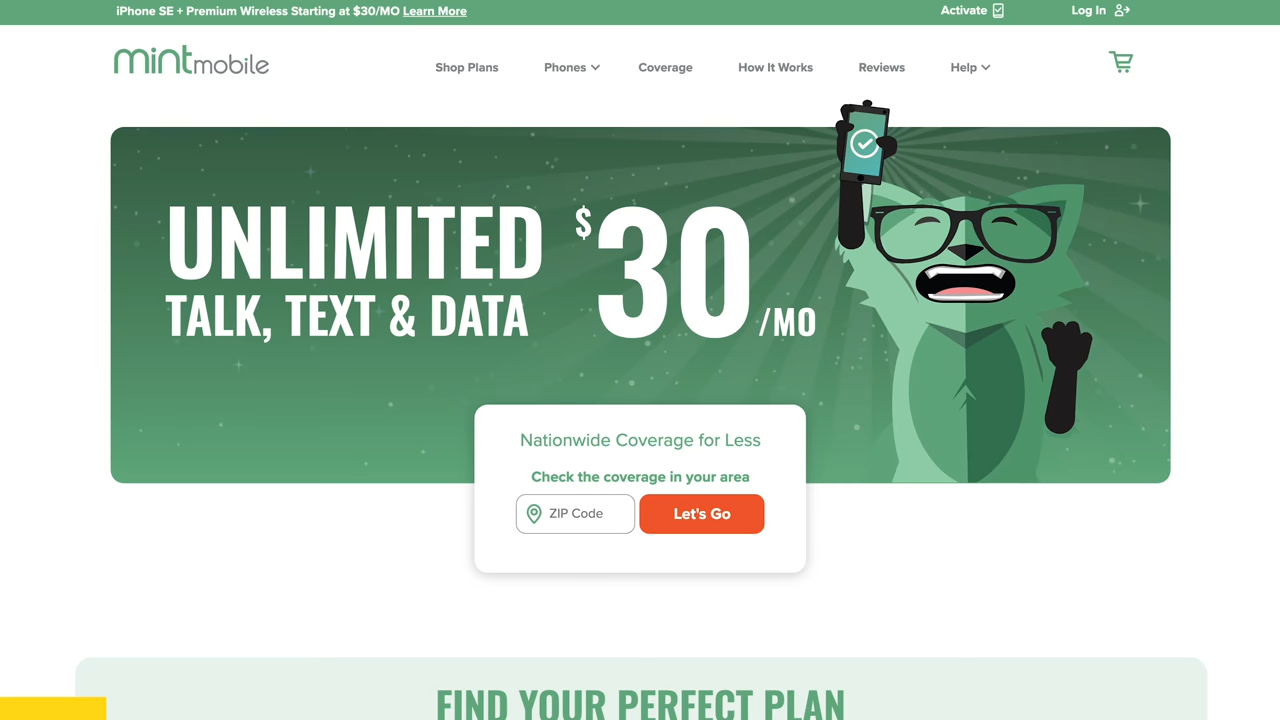 iPhone SE + Premium Wireless Starting at $30/MO Learn More
Activate
Log In
mintmobile
Shop Plans
Phones
Coverage
How It Works
Reviews
Help
UNLIMITED
TALK, TEXT & DATA
$30/MO
Nationwide Coverage for Less
Check the coverage in your area
ZIP Code
Let's Go
FIND YOUR PERFECT PLAN